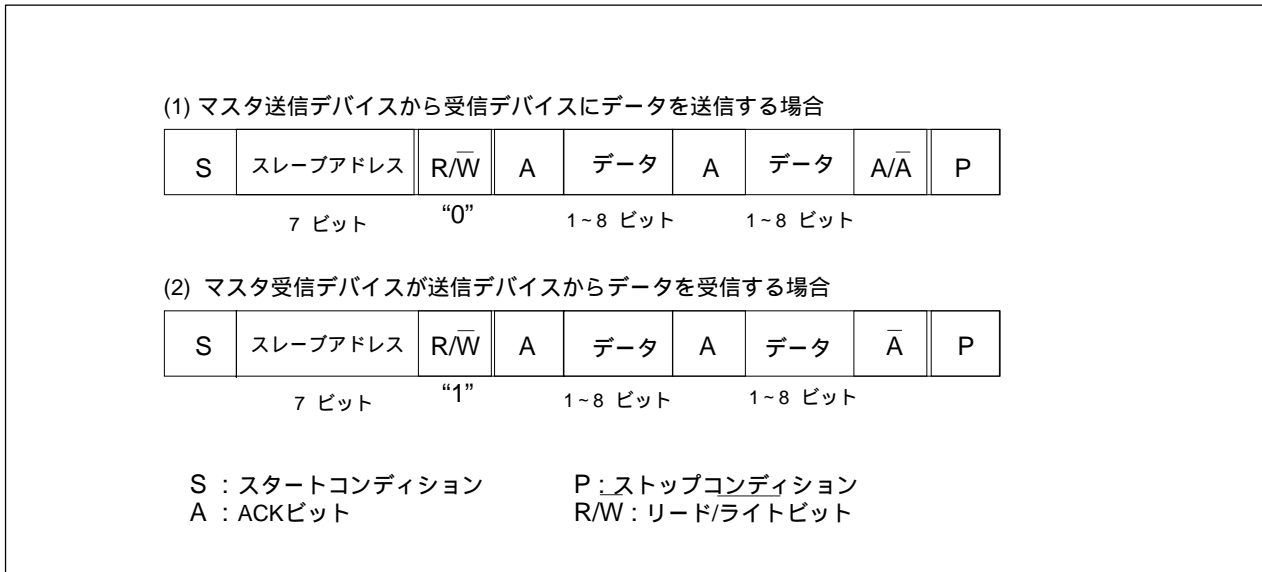 (1) マスタ送信デバイスから受信デバイスにデータを送信する場合
S スレーブアドレス R/W̅ A データ A データ A/A̅ P
7 ビット “0” 1~8 ビット 1~8 ビット
(2) マスタ受信デバイスが送信デバイスからデータを受信する場合
S スレーブアドレス R/W̅ A データ A データ A̅ P
7 ビット “1” 1~8 ビット 1~8 ビット
S : スタートコンディション P : ストップコンディション
A : ACKビット R/W̅ : リード/ライトビット